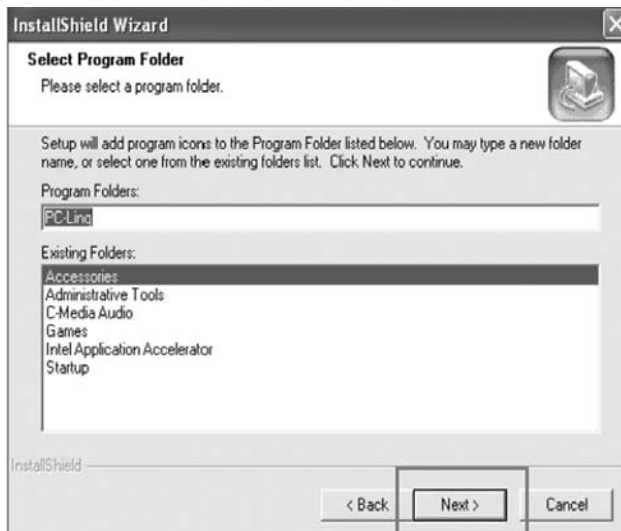 InstallShield Wizard
Select Program Folder
Please select a program folder.
Setup will add program icons to the Program Folder listed below. You may type a new folder
name, or select one from the existing folders list. Click Next to continue.
Program Folders:
PC-Linq
Existing Folders:
Accessories
Administrative Tools
C-Media Audio
Games
Intel Application Accelerator
Startup
InstallShield
< Back Next > Cancel